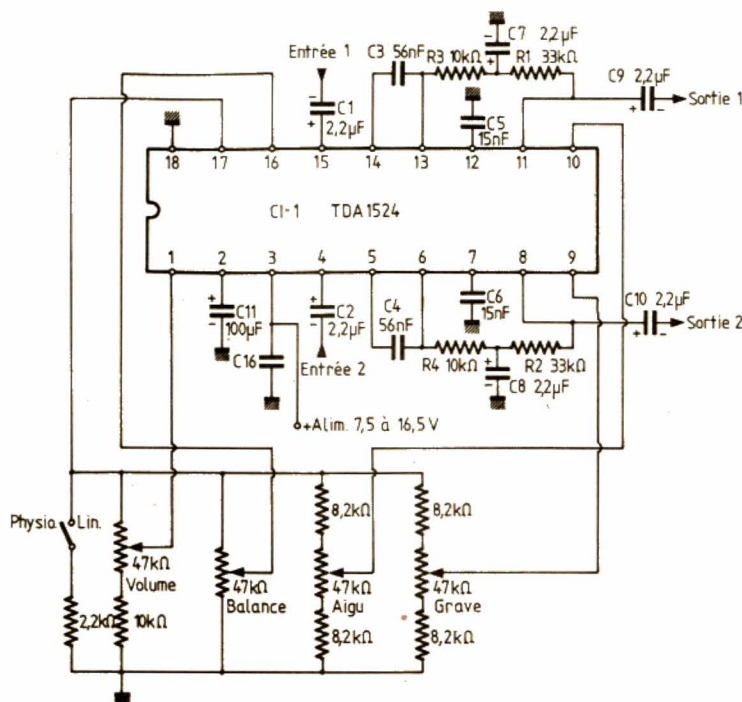 C7 2,2µF
Entrée 1
C3 56nF
R3 10kΩ
R1 33kΩ
C9 2,2µF
C1
2,2µF
C5
15nF
Sortie 1
18 17 16 15 14 13 12 11 10
CI-1 TDA1524
1 2 3 4 5 6 7 8 9
C11
100µF
C2
2,2µF
C4
56nF
C6
15nF
C10 2,2µF
C16
Entrée 2
R4 10kΩ
R2 33kΩ
C8 2,2µF
Sortie 2
+Alim. 7,5 à 16,5 V
Physio. Lin.
8,2kΩ
8,2kΩ
47kΩ
Volume
47kΩ
Balance
47kΩ
Aigu
47kΩ
Grave
2,2kΩ
10kΩ
8,2kΩ
8,2kΩ